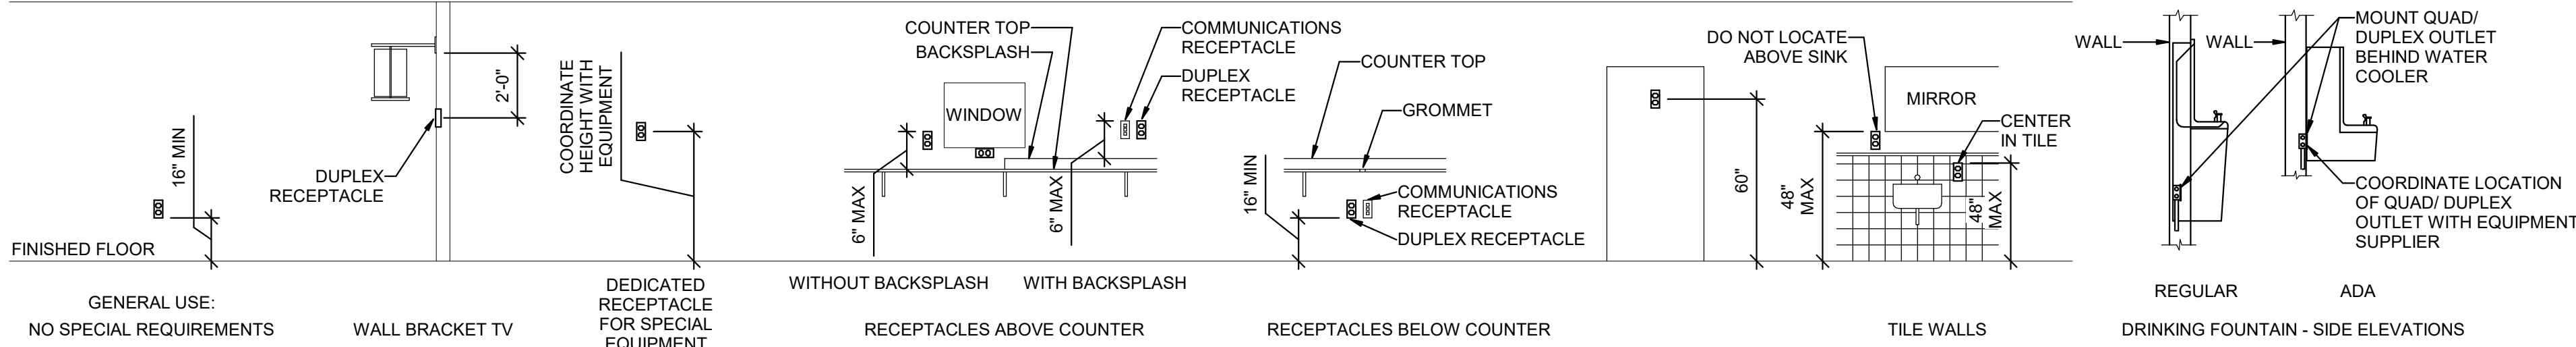 16" MIN
FINISHED FLOOR
GENERAL USE:
NO SPECIAL REQUIREMENTS
2'-0"
DUPLEX
RECEPTACLE
WALL BRACKET TV
COORDINATE
HEIGHT WITH
EQUIPMENT
DEDICATED
RECEPTACLE
FOR SPECIAL
EQUIPMENT
COUNTER TOP
BACKSPLASH
COMMUNICATIONS
RECEPTACLE
DUPLEX
RECEPTACLE
WINDOW
6" MAX
6" MAX
WITHOUT BACKSPLASH
WITH BACKSPLASH
RECEPTACLES ABOVE COUNTER
COUNTER TOP
GROMMET
16" MIN
COMMUNICATIONS
RECEPTACLE
DUPLEX RECEPTACLE
RECEPTACLES BELOW COUNTER
60"
DO NOT LOCATE
ABOVE SINK
MIRROR
CENTER
IN TILE
48"
MAX
48"
MAX
TILE WALLS
WALL
WALL
MOUNT QUAD/
DUPLEX OUTLET
BEHIND WATER
COOLER
COORDINATE LOCATION
OF QUAD/ DUPLEX
OUTLET WITH EQUIPMENT
SUPPLIER
REGULAR
ADA
DRINKING FOUNTAIN - SIDE ELEVATIONS